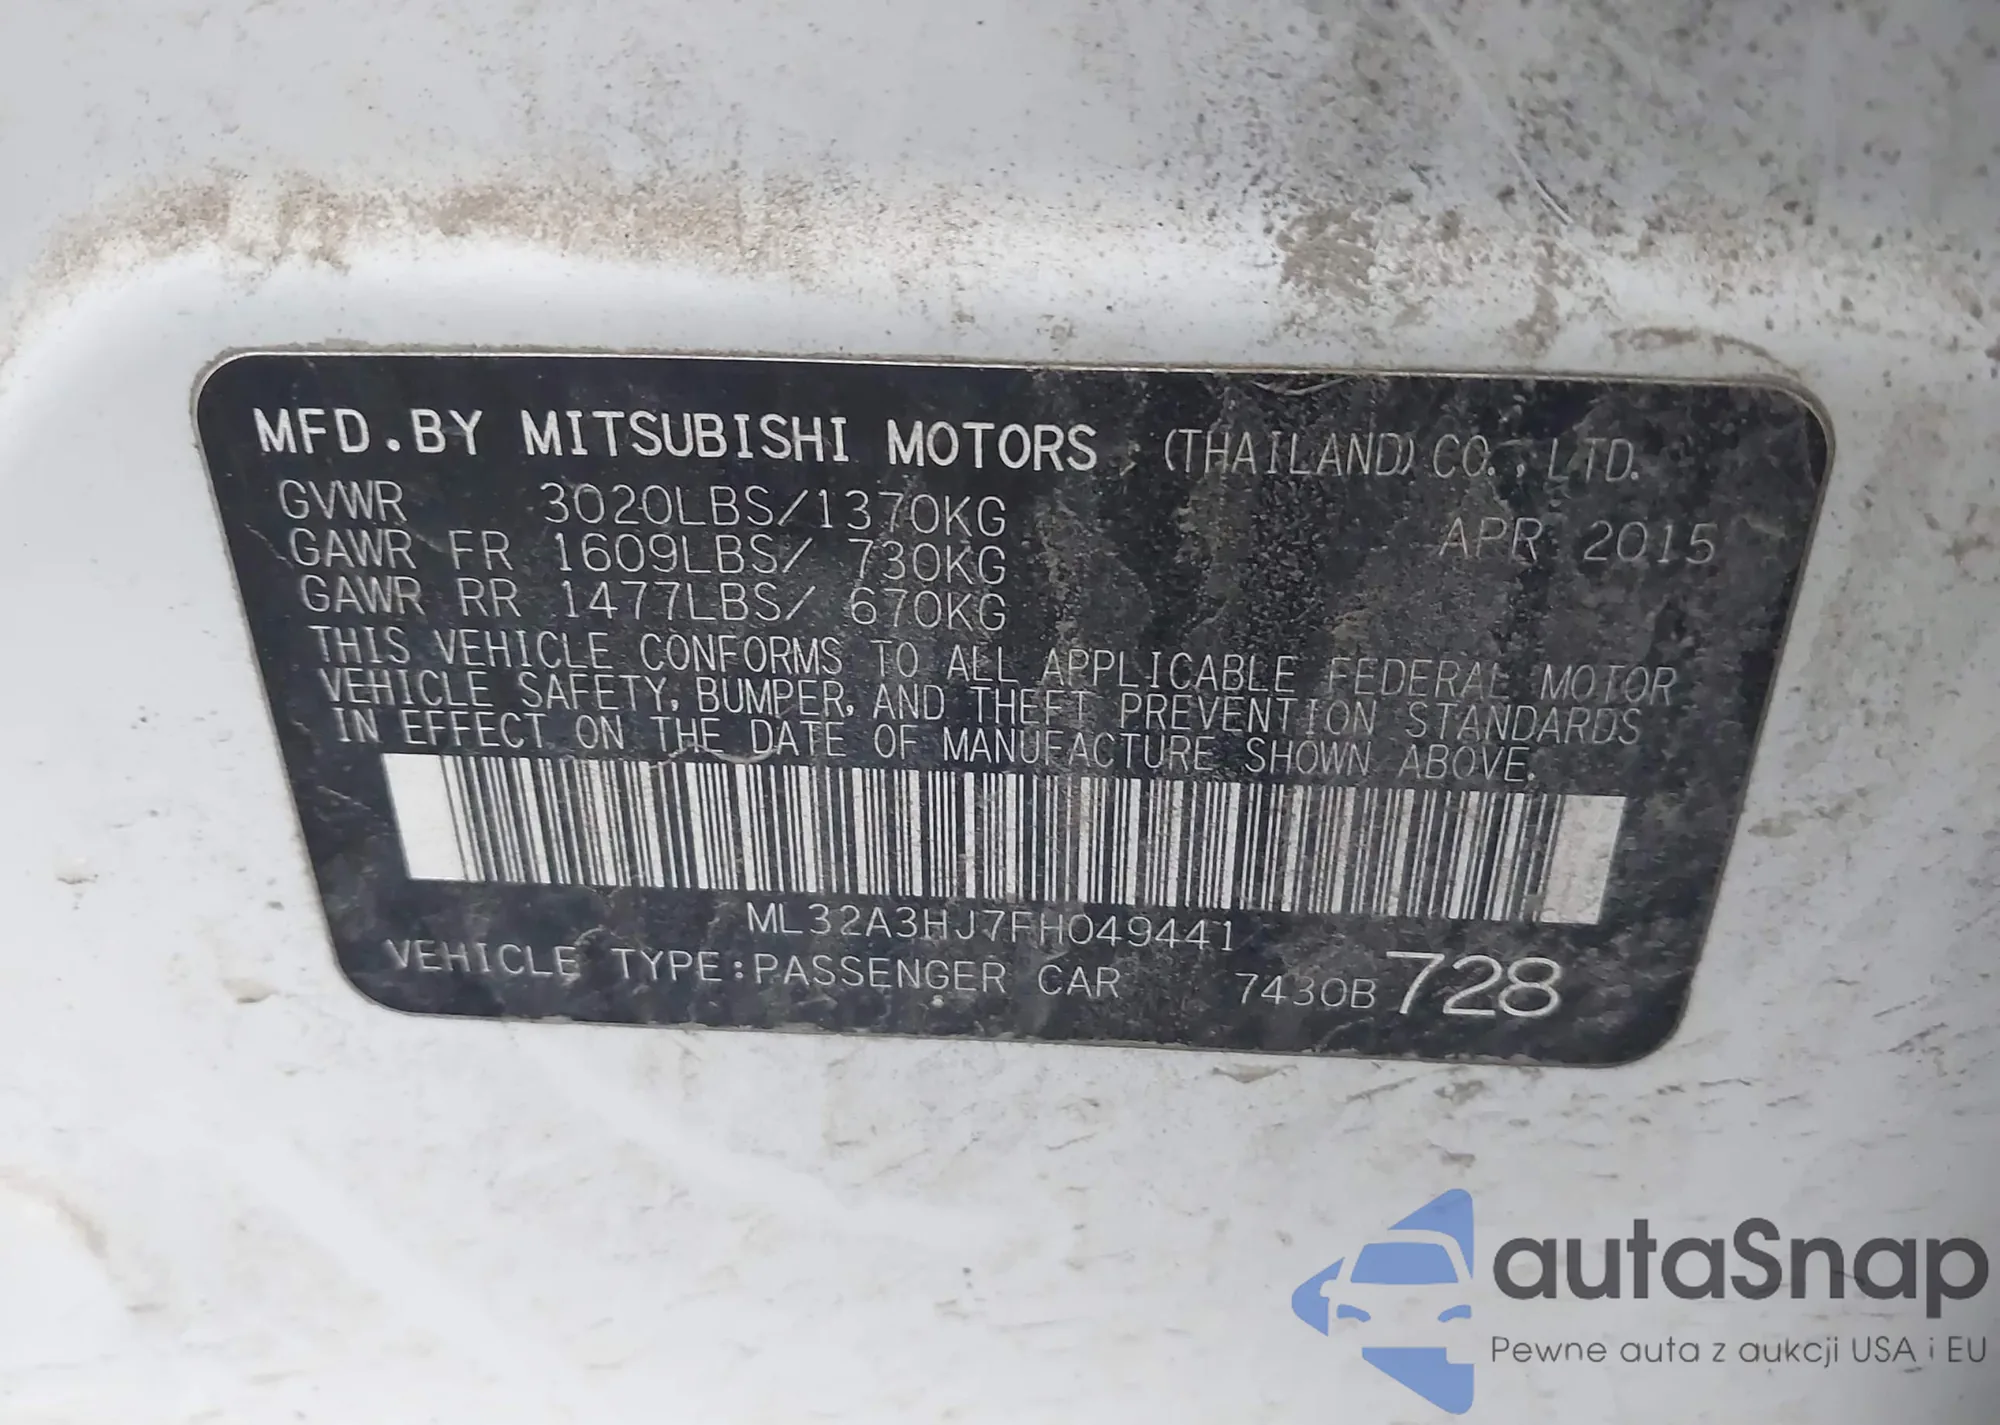 MFD.BY MITSUBISHI MOTORS (THAILAND) CO., LTD.
GVWR 3020LBS/1370KG APR 2015
GAWR FR 1609LBS/ 730KG
GAWR RR 1477LBS/ 670KG
THIS VEHICLE CONFORMS TO ALL APPLICABLE FEDERAL MOTOR
VEHICLE SAFETY, BUMPER, AND THEFT PREVENTION STANDARDS
IN EFFECT ON THE DATE OF MANUFACTURE SHOWN ABOVE.
ML32A3HJ7FH049441
VEHICLE TYPE:PASSENGER CAR 7430B 728
autaSnap
Pewne auta z aukcji USA i EU